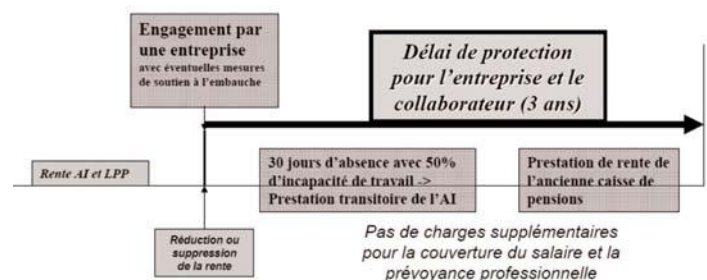 Engagement par
une entreprise
avec éventuelles mesures
de soutien à l'embauche
Délai de protection
pour l'entreprise et le
collaborateur (3 ans)
Rente AI et LPP
30 jours d'absence avec 50%
d'incapacité de travail ->
Prestation transitoire de l'AI
Prestation de rente de
l'ancienne caisse de
pensions
Réduction ou
suppression
de la rente
Pas de charges supplémentaires
pour la couverture du salaire et la
prévoyance professionnelle